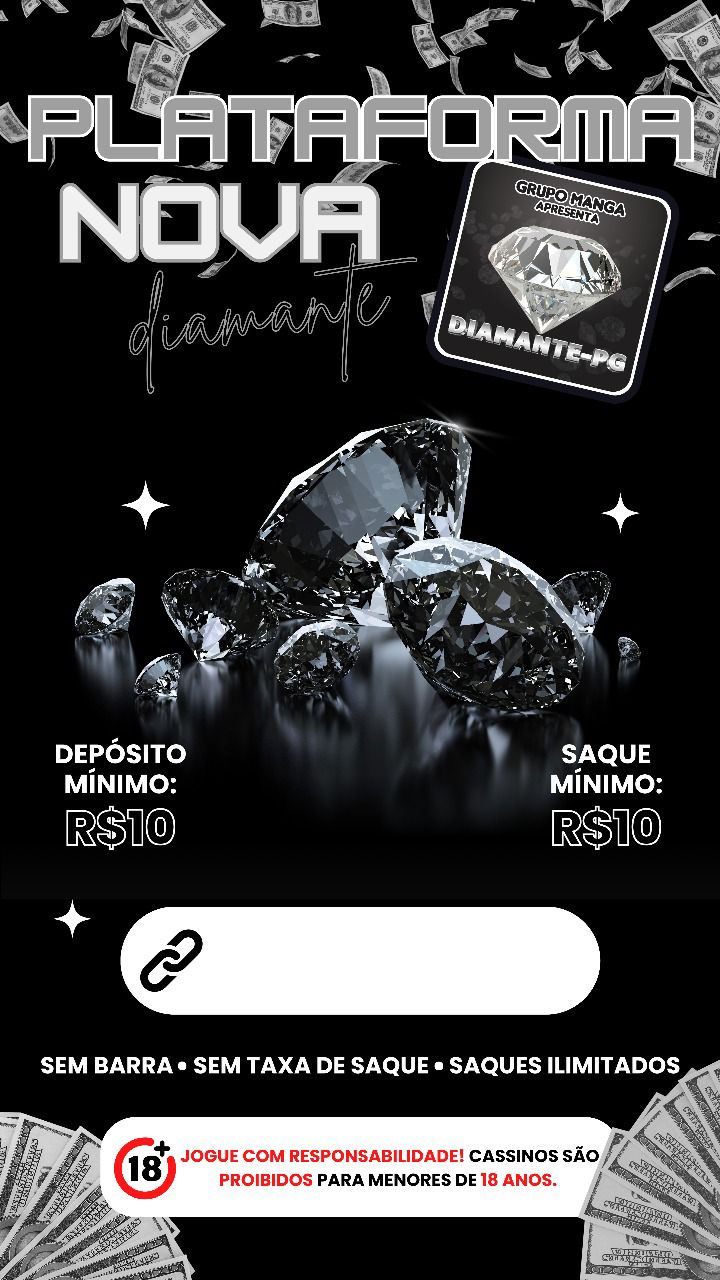 PLATAFORMA
NOVA
diamante
GRUPO MANGA
APRESENTA
DIAMANTE-PG
DEPÓSITO
MÍNIMO:
R$10
SAQUE
MÍNIMO:
R$10
SEM BARRA • SEM TAXA DE SAQUE • SAQUES ILIMITADOS
18+
JOGUE COM RESPONSABILIDADE! CASSINOS SÃO
PROIBIDOS PARA MENORES DE 18 ANOS.